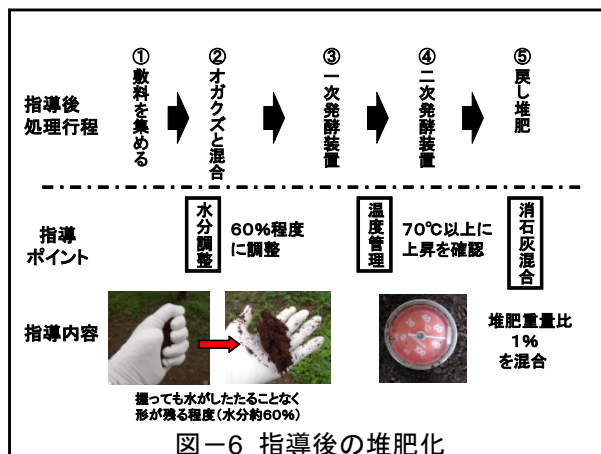 指導後
処理行程
①敷料を集める
②オガクズと混合
③一次発酵装置
④二次発酵装置
⑤戻し堆肥
指導
ポイント
水分調整
60%程度
に調整
温度管理
70℃以上に
上昇を確認
消石灰混合
指導内容
握っても水がしたたることなく
形が残る程度(水分約60%)
堆肥重量比
1%
を混合
図-6 指導後の堆肥化